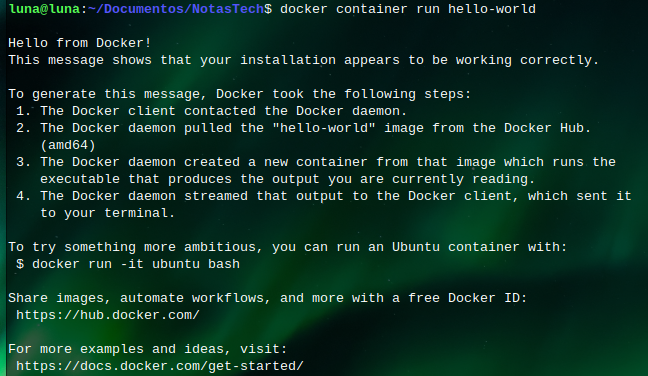 luna@luna:~/Documentos/NotasTech$ docker container run hello-world
Hello from Docker!
This message shows that your installation appears to be working correctly.
To generate this message, Docker took the following steps:
1. The Docker client contacted the Docker daemon.
2. The Docker daemon pulled the "hello-world" image from the Docker Hub.
(amd64)
3. The Docker daemon created a new container from that image which runs the
executable that produces the output you are currently reading.
4. The Docker daemon streamed that output to the Docker client, which sent it
to your terminal.
To try something more ambitious, you can run an Ubuntu container with:
$ docker run -it ubuntu bash
Share images, automate workflows, and more with a free Docker ID:
https://hub.docker.com/
For more examples and ideas, visit:
https://docs.docker.com/get-started/